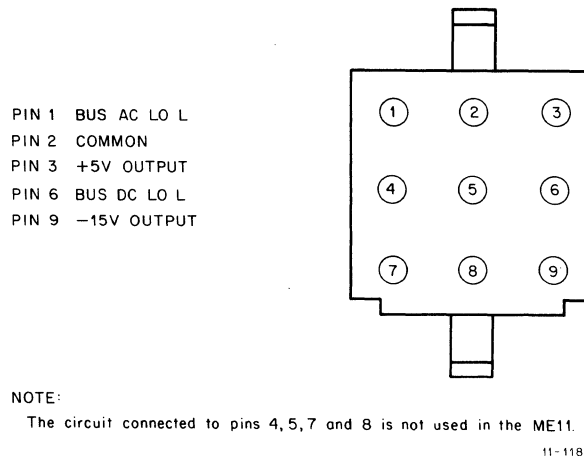 PIN 1 BUS AC LO L
PIN 2 COMMON
PIN 3 +5V OUTPUT
PIN 6 BUS DC LO L
PIN 9 −15V OUTPUT
1 2 3
4 5 6
7 8 9
NOTE:
The circuit connected to pins 4,5,7 and 8 is not used in the ME11.
11-118